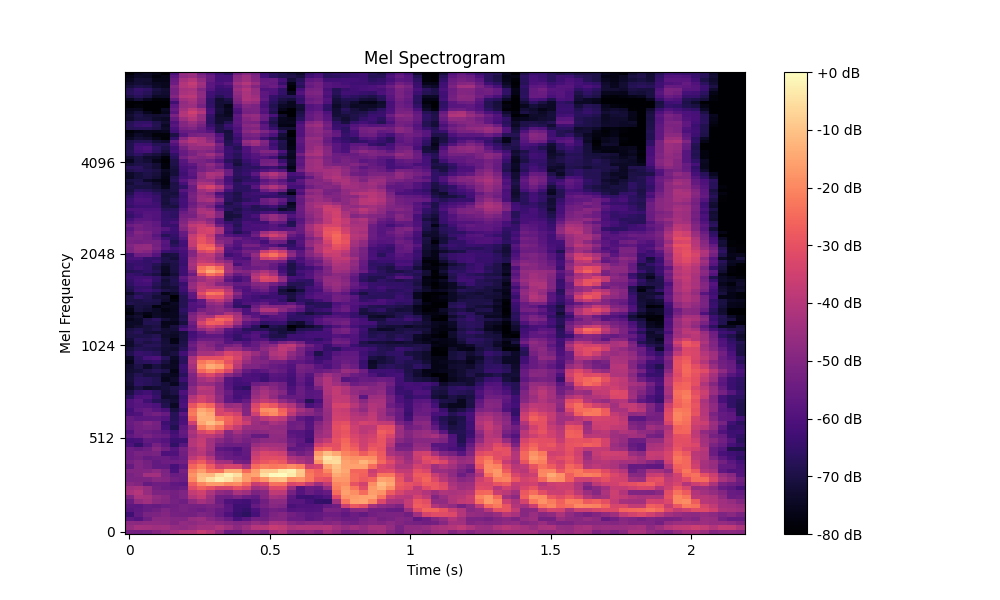 Mel Spectrogram
Mel Frequency
4096
2048
1024
512
0
0
0.5
1
1.5
2
Time (s)
+0 dB
-10 dB
-20 dB
-30 dB
-40 dB
-50 dB
-60 dB
-70 dB
-80 dB